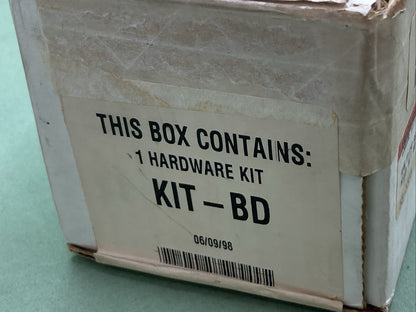 THIS BOX CONTAINS:
1 HARDWARE KIT
KIT - BD
06/09/98